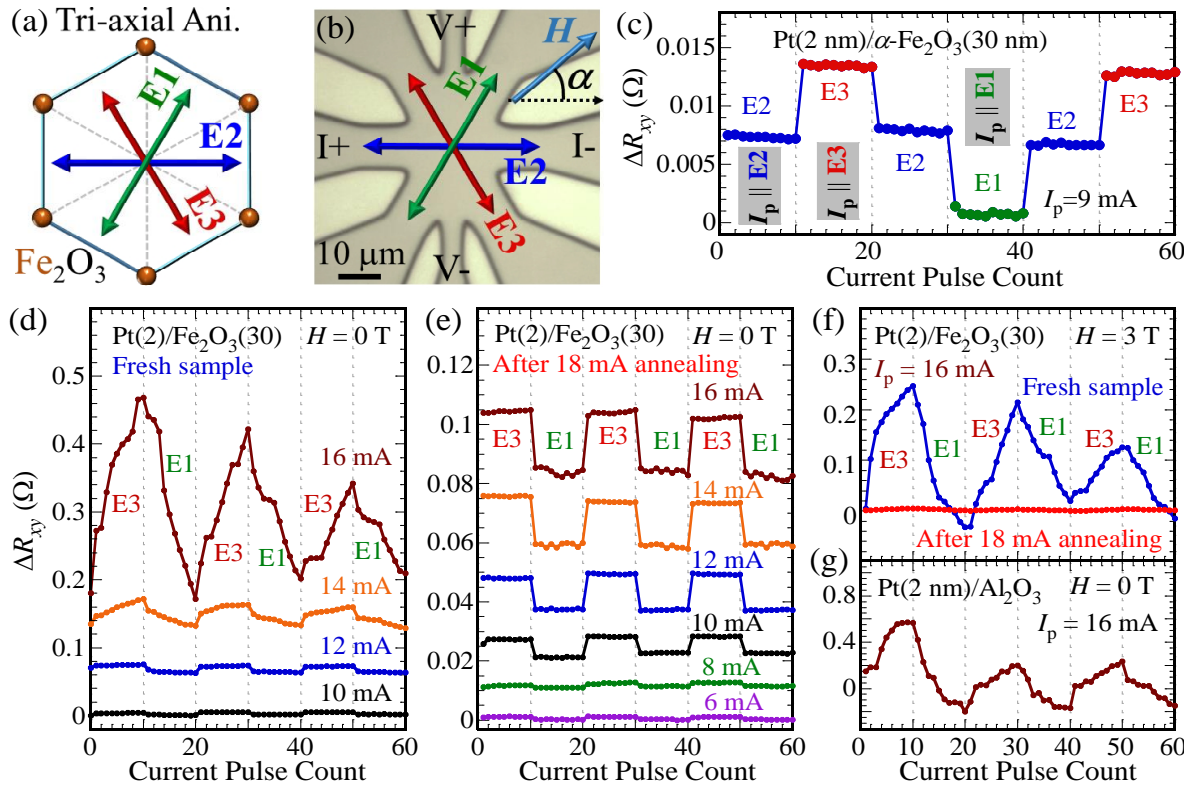 (a) Tri-axial Ani.
E1
E2
E3
Fe₂O₃
(b)
V+
H
α
E1
I+
I-
E2
E3
10 μm
V-
(c)
Pt(2 nm)/α-Fe₂O₃(30 nm)
ΔRxy (Ω)
0.015
0.010
0.005
0
E2
E3
E2
E1
E2
E3
Ip || E2
Ip || E3
Ip || E1
Ip=9 mA
0 20 40 60
Current Pulse Count
(d)
Pt(2)/Fe₂O₃(30) H = 0 T
Fresh sample
ΔRxy (Ω)
0.5
0.4
0.3
0.2
0.1
0
E3
E1
E3
E1
E3
E1
16 mA
14 mA
12 mA
10 mA
0 20 40 60
Current Pulse Count
(e)
Pt(2)/Fe₂O₃(30) H = 0 T
After 18 mA annealing
0.12
0.1
0.08
0.06
0.04
0.02
0
16 mA
E3 E1 E3 E1 E3 E1
14 mA
12 mA
10 mA
8 mA
6 mA
0 20 40 60
Current Pulse Count
(f)
Pt(2)/Fe₂O₃(30) H = 3 T
Ip = 16 mA
Fresh sample
0.3
0.2
0.1
0
E3
E1
E3
E1
E3
E1
After 18 mA annealing
(g)
Pt(2 nm)/Al₂O₃ H = 0 T
Ip = 16 mA
0.4
0
0 10 20 30 40 50 60
Current Pulse Count